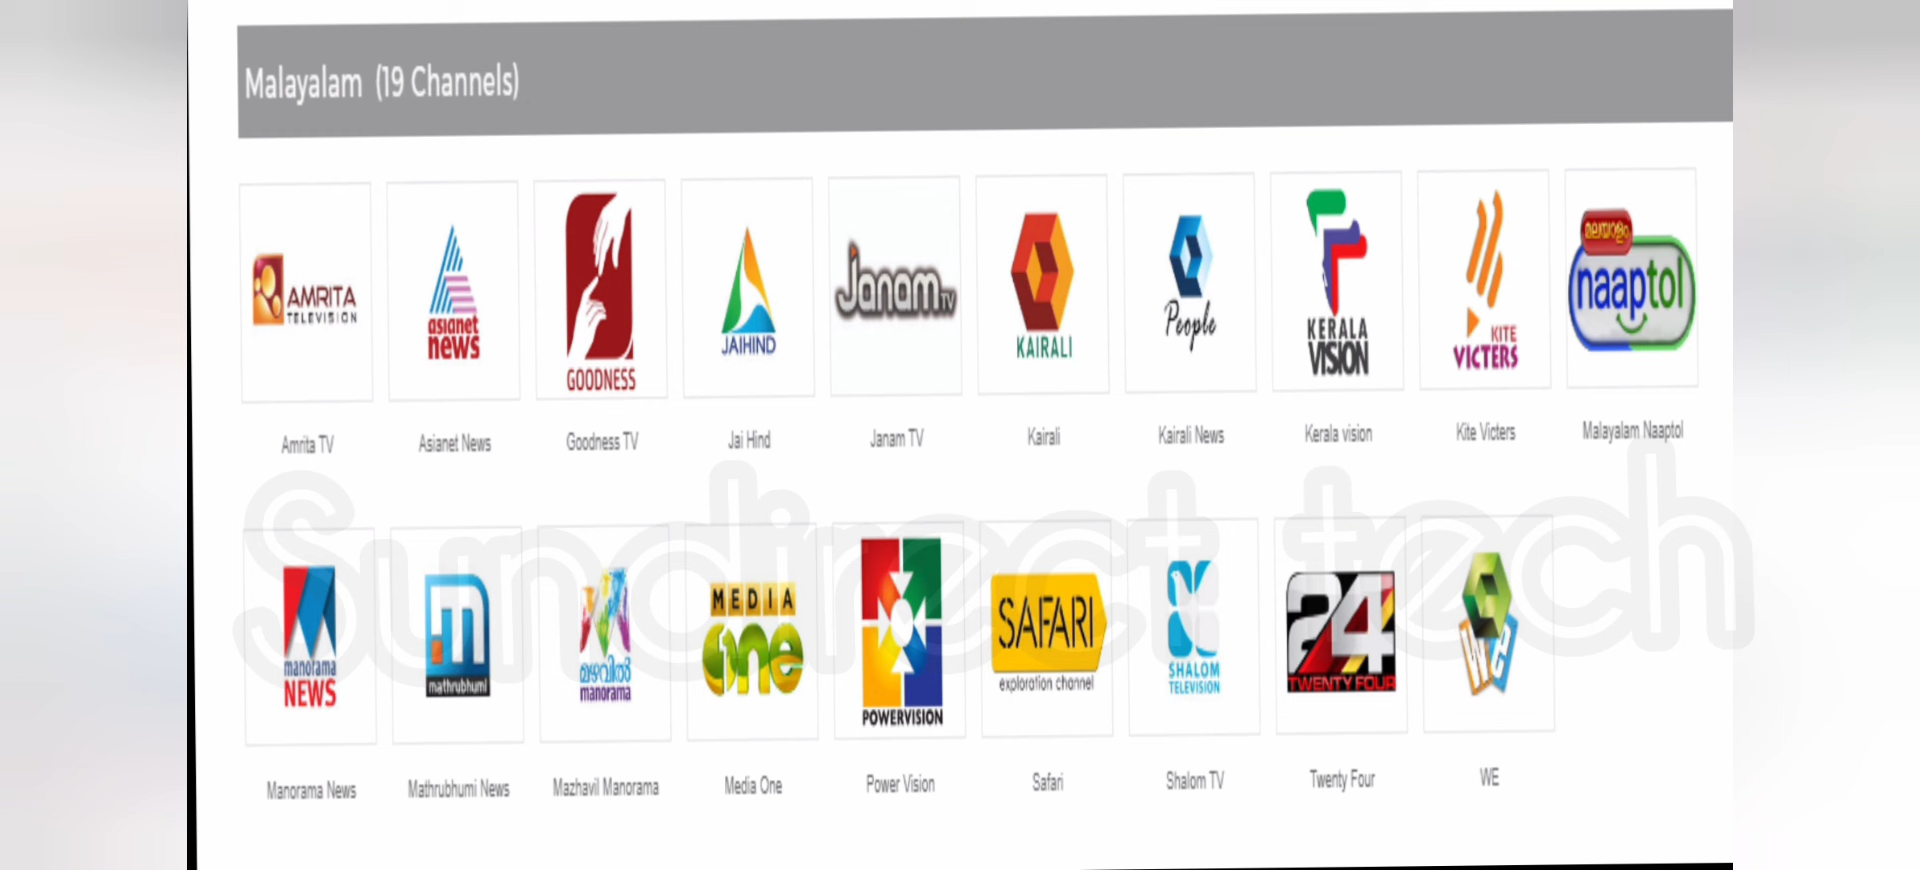 Malayalam (19 Channels)
AMRITA
TELEVISION
asianet
news
GOODNESS
JAIHIND
Janam TV
KAIRALI
People
KERALA
VISION
KITE
VICTERS
മലയാളം
naaptol
Amrita TV
Asianet News
Goodness TV
Jai Hind
Janam TV
Kairali
Kairali News
Kerala vision
Kite Victers
Malayalam Naaptol
Sundirect tech
manorama
NEWS
m
mathrubhumi
മഴവിൽ
manorama
MEDIA
one
POWERVISION
SAFARI
exploration channel
SHALOM
TELEVISION
24
TWENTY FOUR
we
Manorama News
Mathrubhumi News
Mazhavil Manorama
Media One
Power Vision
Safari
Shalom TV
Twenty Four
WE